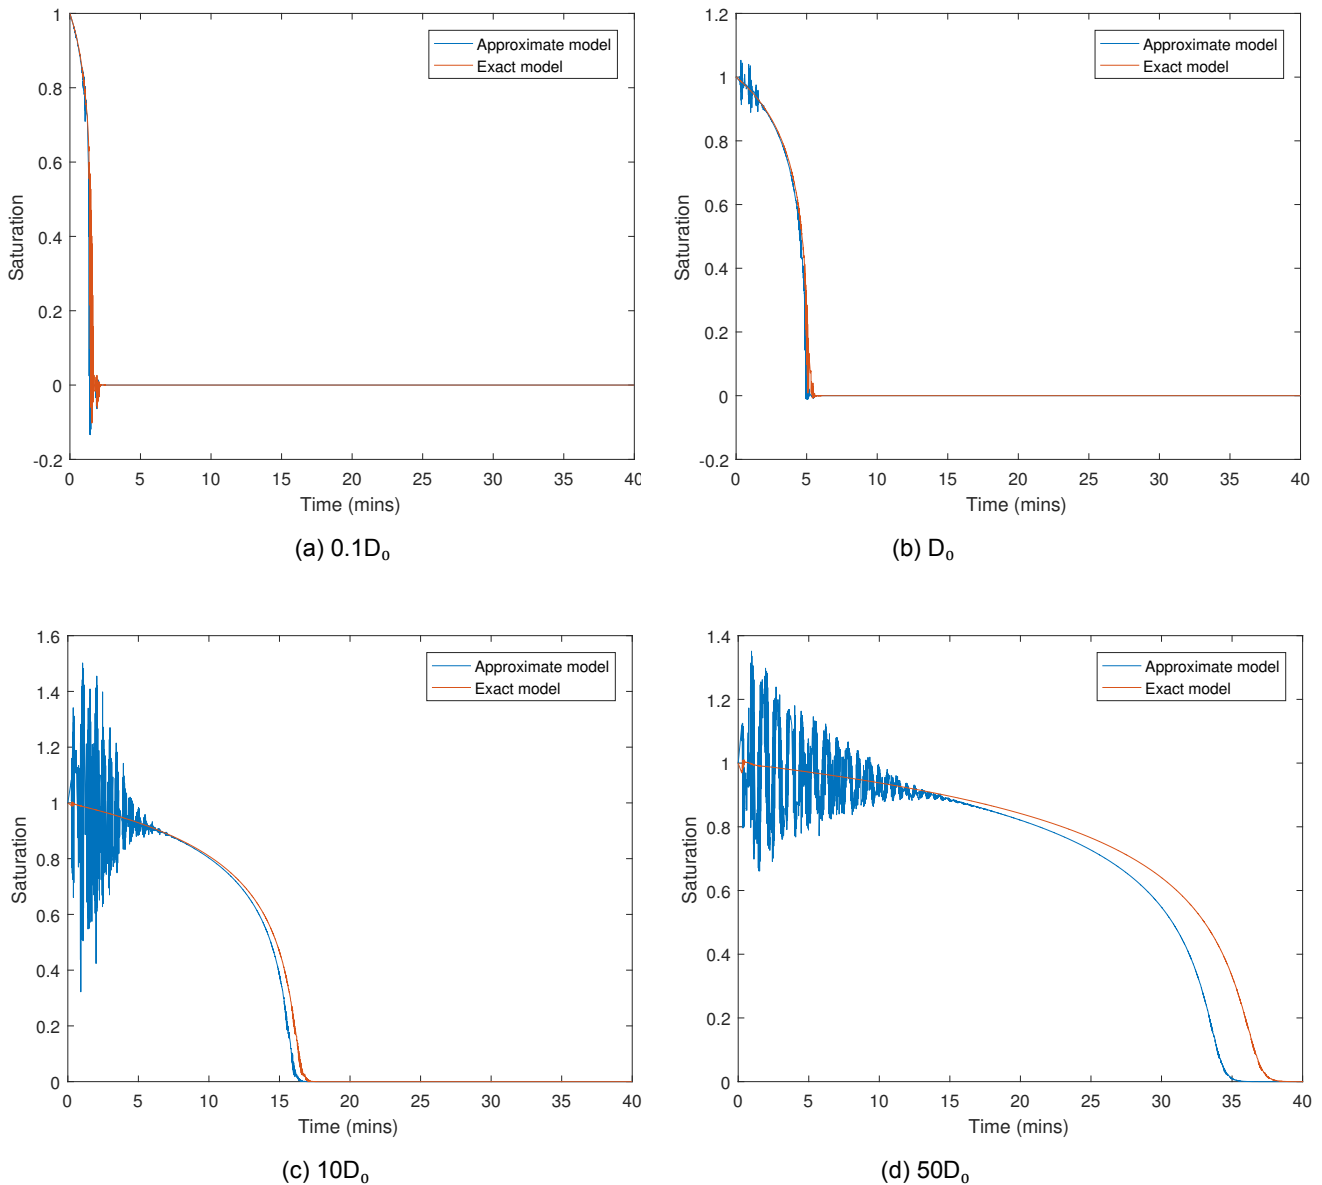 1
0.8
0.6
0.4
0.2
0
-0.2
Saturation
0 5 10 15 20 25 30 35 40
Time (mins)
Approximate model
Exact model
(a) 0.1D₀
1.2
1
0.8
0.6
0.4
0.2
0
-0.2
Saturation
0 5 10 15 20 25 30 35 40
Time (mins)
Approximate model
Exact model
(b) D₀
1.6
1.4
1.2
1
0.8
0.6
0.4
0.2
0
Saturation
0 5 10 15 20 25 30 35 40
Time (mins)
Approximate model
Exact model
(c) 10D₀
1.4
1.2
1
0.8
0.6
0.4
0.2
0
Saturation
0 5 10 15 20 25 30 35 40
Time (mins)
Approximate model
Exact model
(d) 50D₀